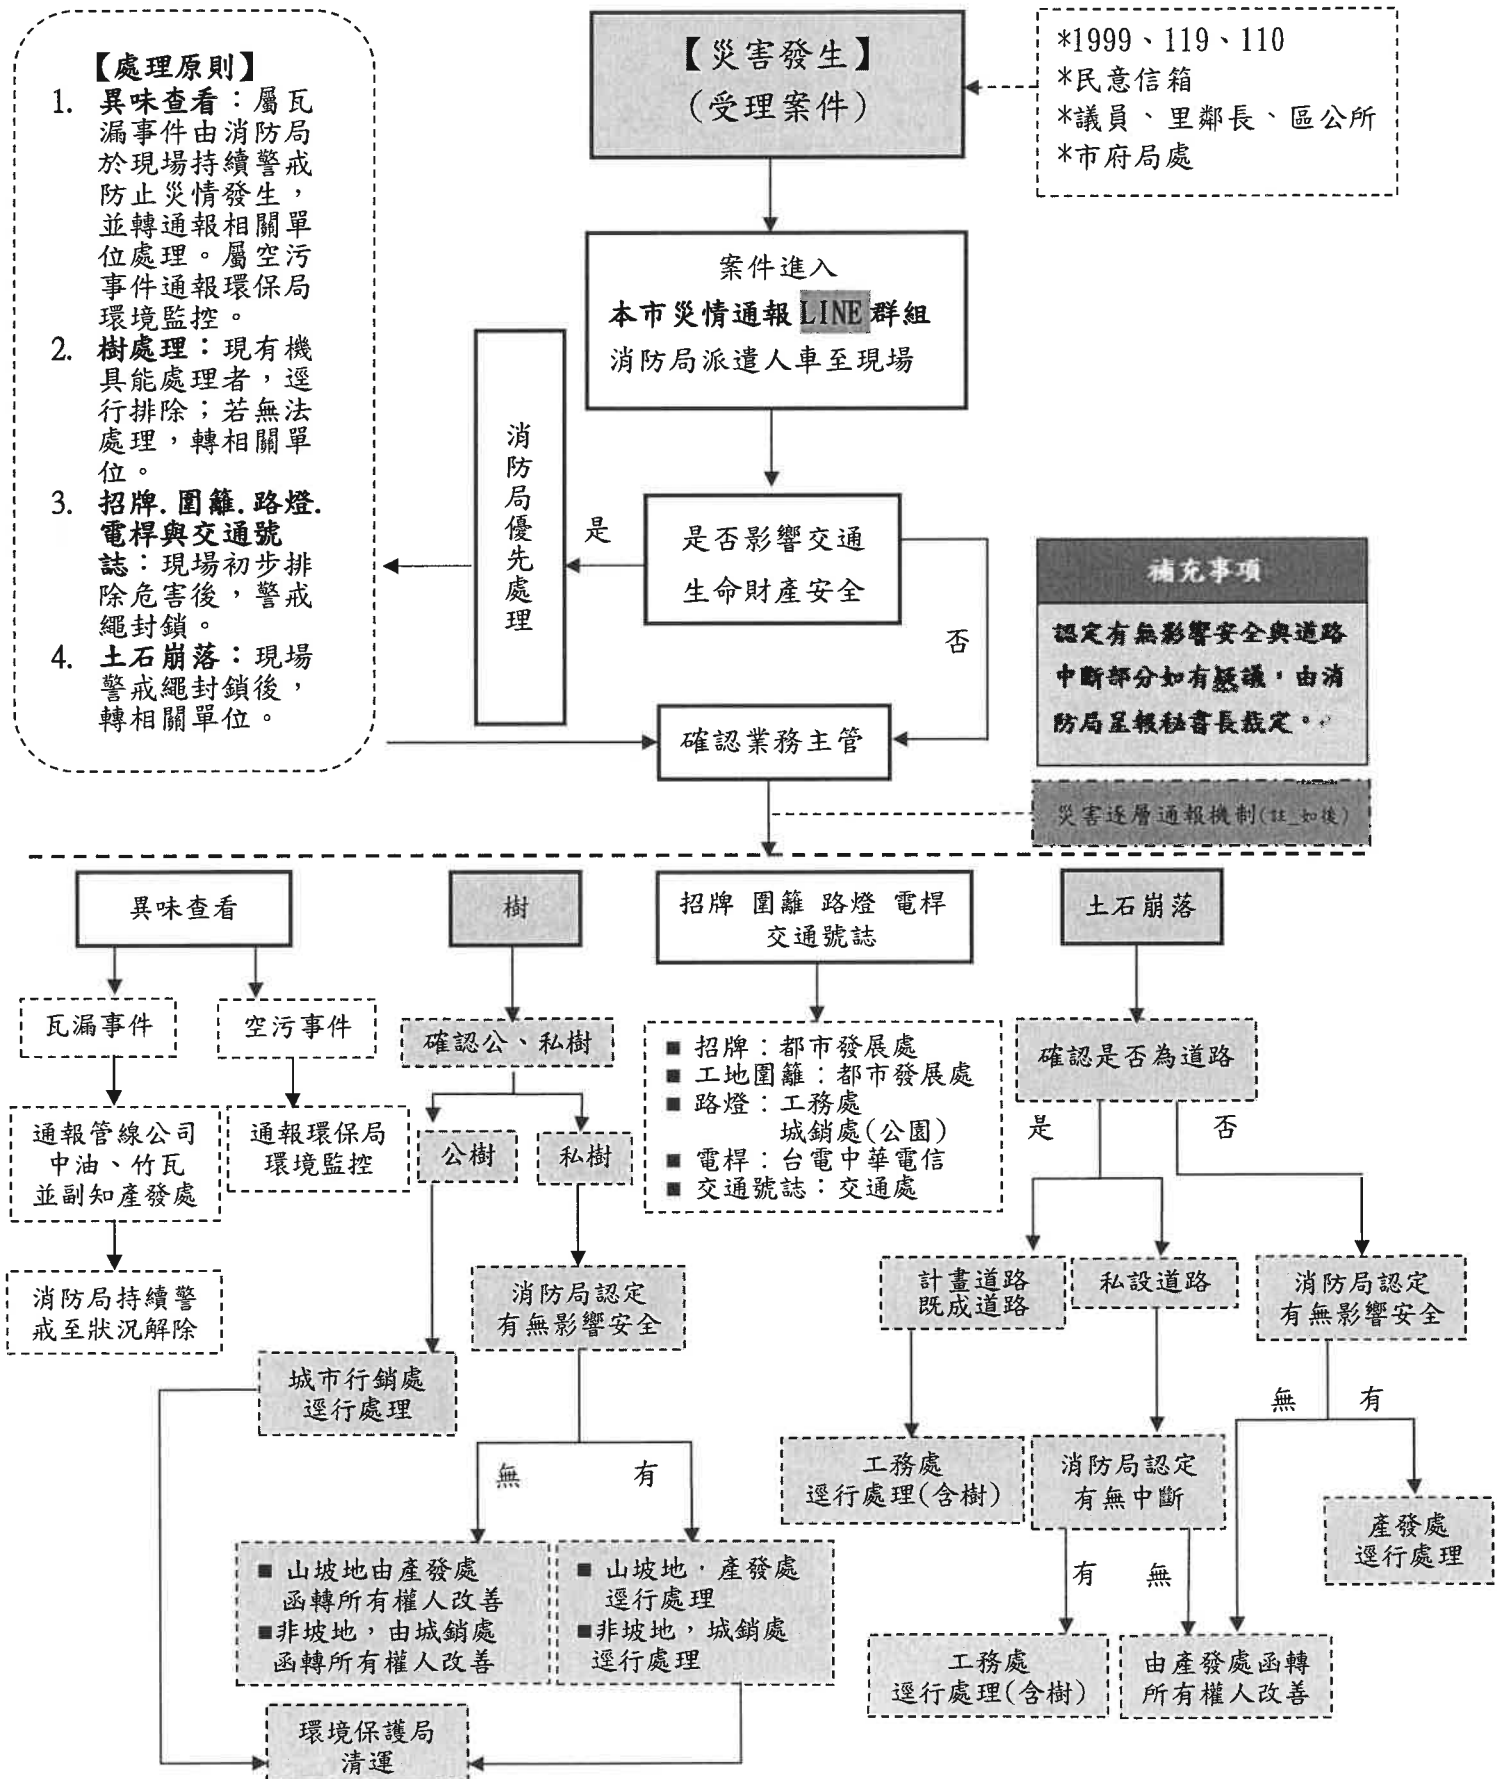 【處理原則】
1. 異味查看：屬瓦
漏事件由消防局
於現場持續警戒
防止災情發生，
並轉通報相關單
位處理。屬空污
事件通報環保局
環境監控。
2. 樹處理：現有機
具能處理者，逕
行排除；若無法
處理，轉相關單
位。
3. 招牌.圍籬.路燈.
電桿與交通號
誌：現場初步排
除危害後，警戒
繩封鎖。
4. 土石崩落：現場
警戒繩封鎖後，
轉相關單位。
【災害發生】
(受理案件)
*1999、119、110
*民意信箱
*議員、里鄰長、區公所
*市府局處
案件進入
本市災情通報LINE群組
消防局派遣人車至現場
消防局優先處理
是
是否影響交通
生命財產安全
否
確認業務主管
補充事項
認定有無影響安全與道路
中斷部分如有疑議，由消
防局呈報秘書長裁定。
災害逐層通報機制(註_如後)
異味查看
樹
招牌 圍籬 路燈 電桿
交通號誌
土石崩落
瓦漏事件
空污事件
確認公、私樹
■ 招牌：都市發展處
■ 工地圍籬：都市發展處
■ 路燈：工務處
城銷處(公園)
■ 電桿：台電中華電信
■ 交通號誌：交通處
確認是否為道路
是
否
通報管線公司
中油、竹瓦
並副知產發處
通報環保局
環境監控
公樹
私樹
消防局持續警
戒至狀況解除
消防局認定
有無影響安全
計畫道路
既成道路
私設道路
消防局認定
有無影響安全
城市行銷處
逕行處理
無
有
無
有
工務處
逕行處理(含樹)
消防局認定
有無中斷
產發處
逕行處理
■ 山坡地由產發處
函轉所有權人改善
■非坡地，由城銷處
函轉所有權人改善
■ 山坡地．產發處
逕行處理
■非坡地，城銷處
逕行處理
有
無
工務處
逕行處理(含樹)
由產發處函轉
所有權人改善
環境保護局
清運